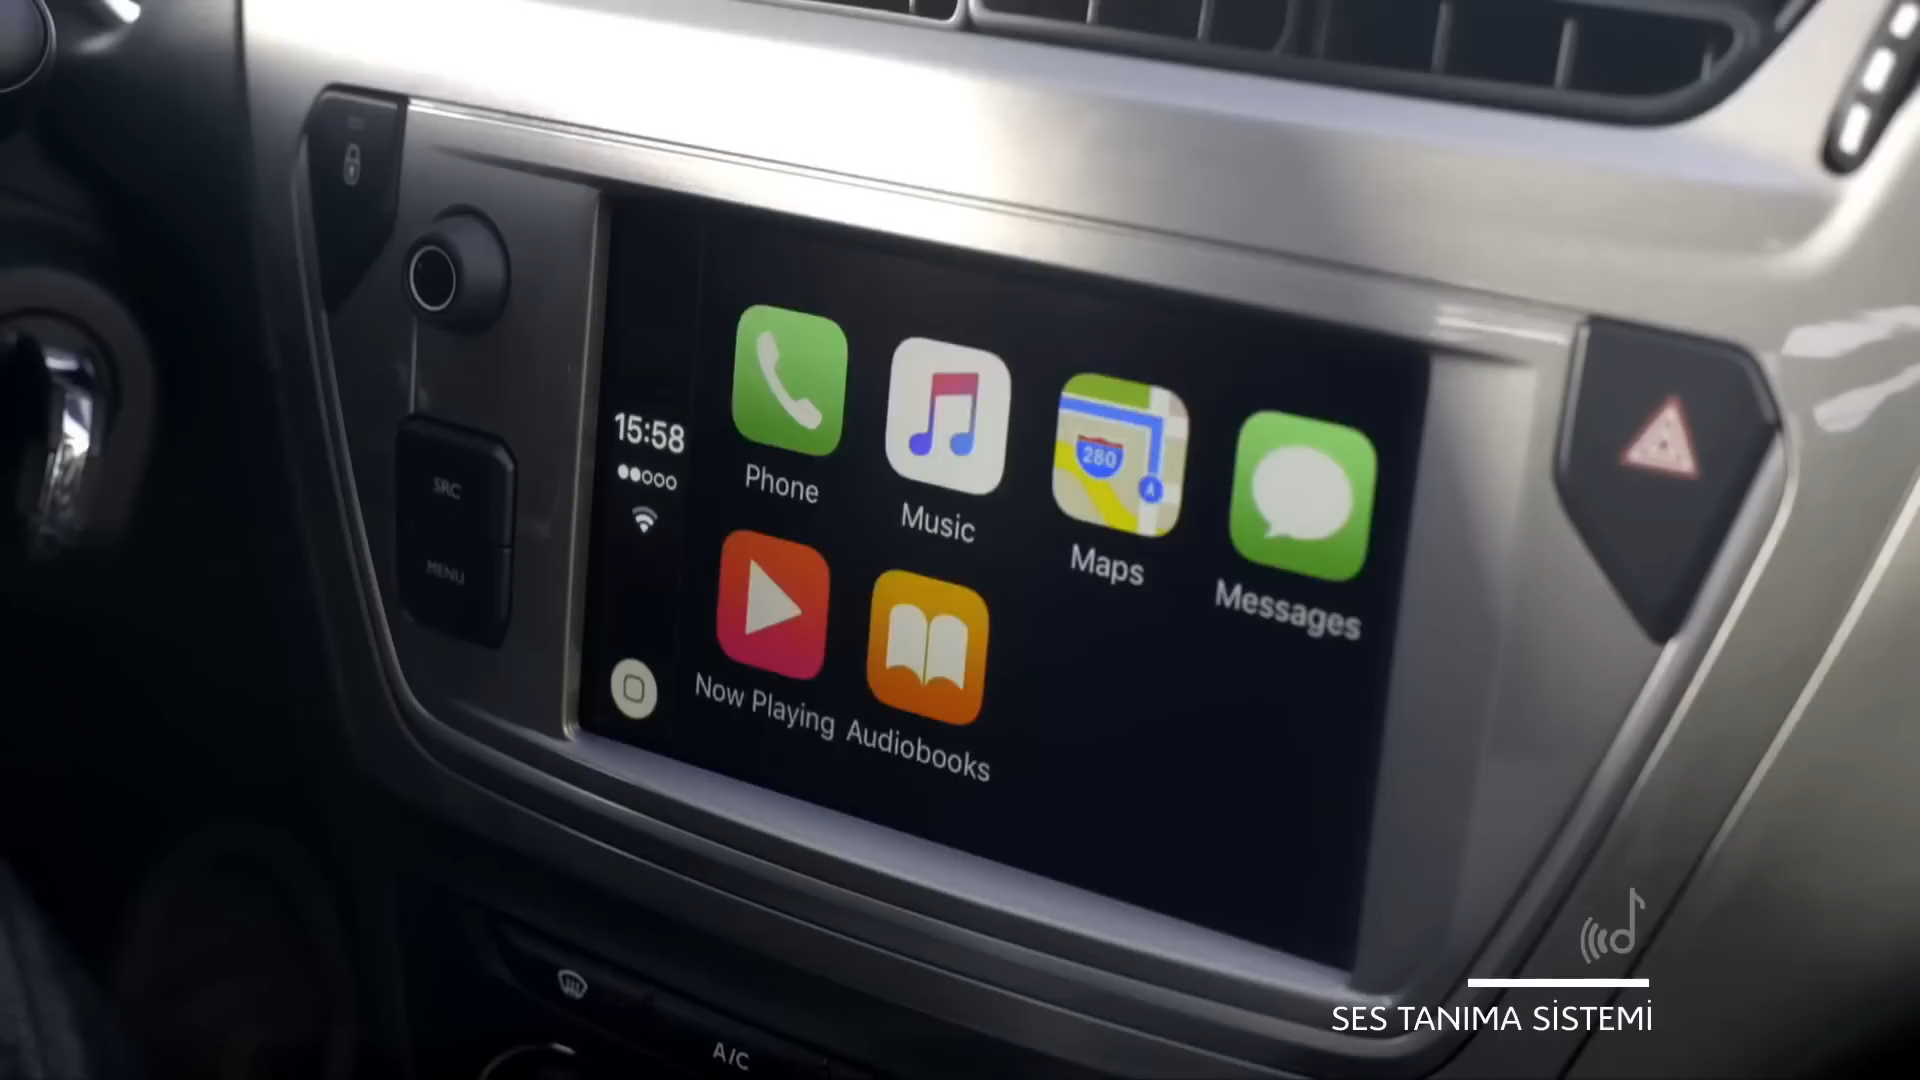 15:58
Phone
Music
280
Maps
Messages
Now Playing
Audiobooks
SRC
MENU
A/C
SES TANIMA SİSTEMİ